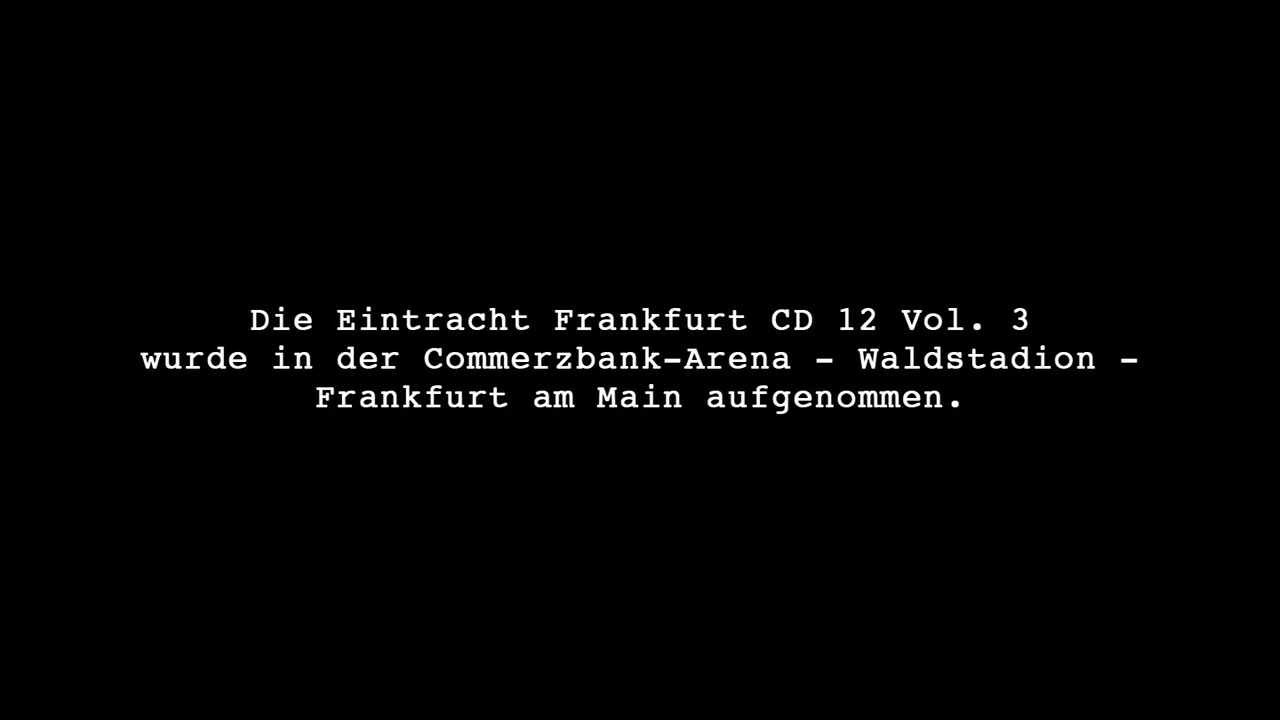 Die Eintracht Frankfurt CD 12 Vol. 3
wurde in der Commerzbank-Arena - Waldstadion -
Frankfurt am Main aufgenommen.